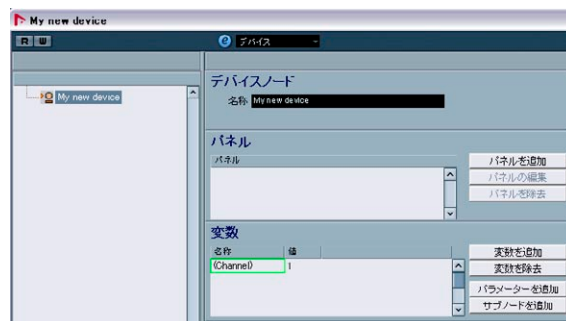 My new device
R W
デバイス
My new device
デバイスノード
名称 My new device
パネル
パネル
パネルを追加
パネルの編集
パネルを除去
変数
名称 値
(Channel) 1
変数を追加
変数を除去
パラメーターを追加
サブノードを追加